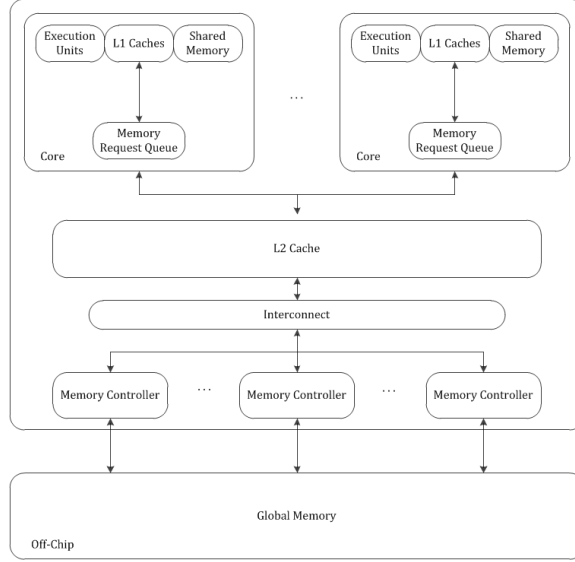 Execution
Units
L1 Caches
Shared
Memory
Execution
Units
L1 Caches
Shared
Memory
...
Memory
Request Queue
Core
Memory
Request Queue
Core
L2 Cache
Interconnect
Memory Controller
...
Memory Controller
...
Memory Controller
Global Memory
Off-Chip